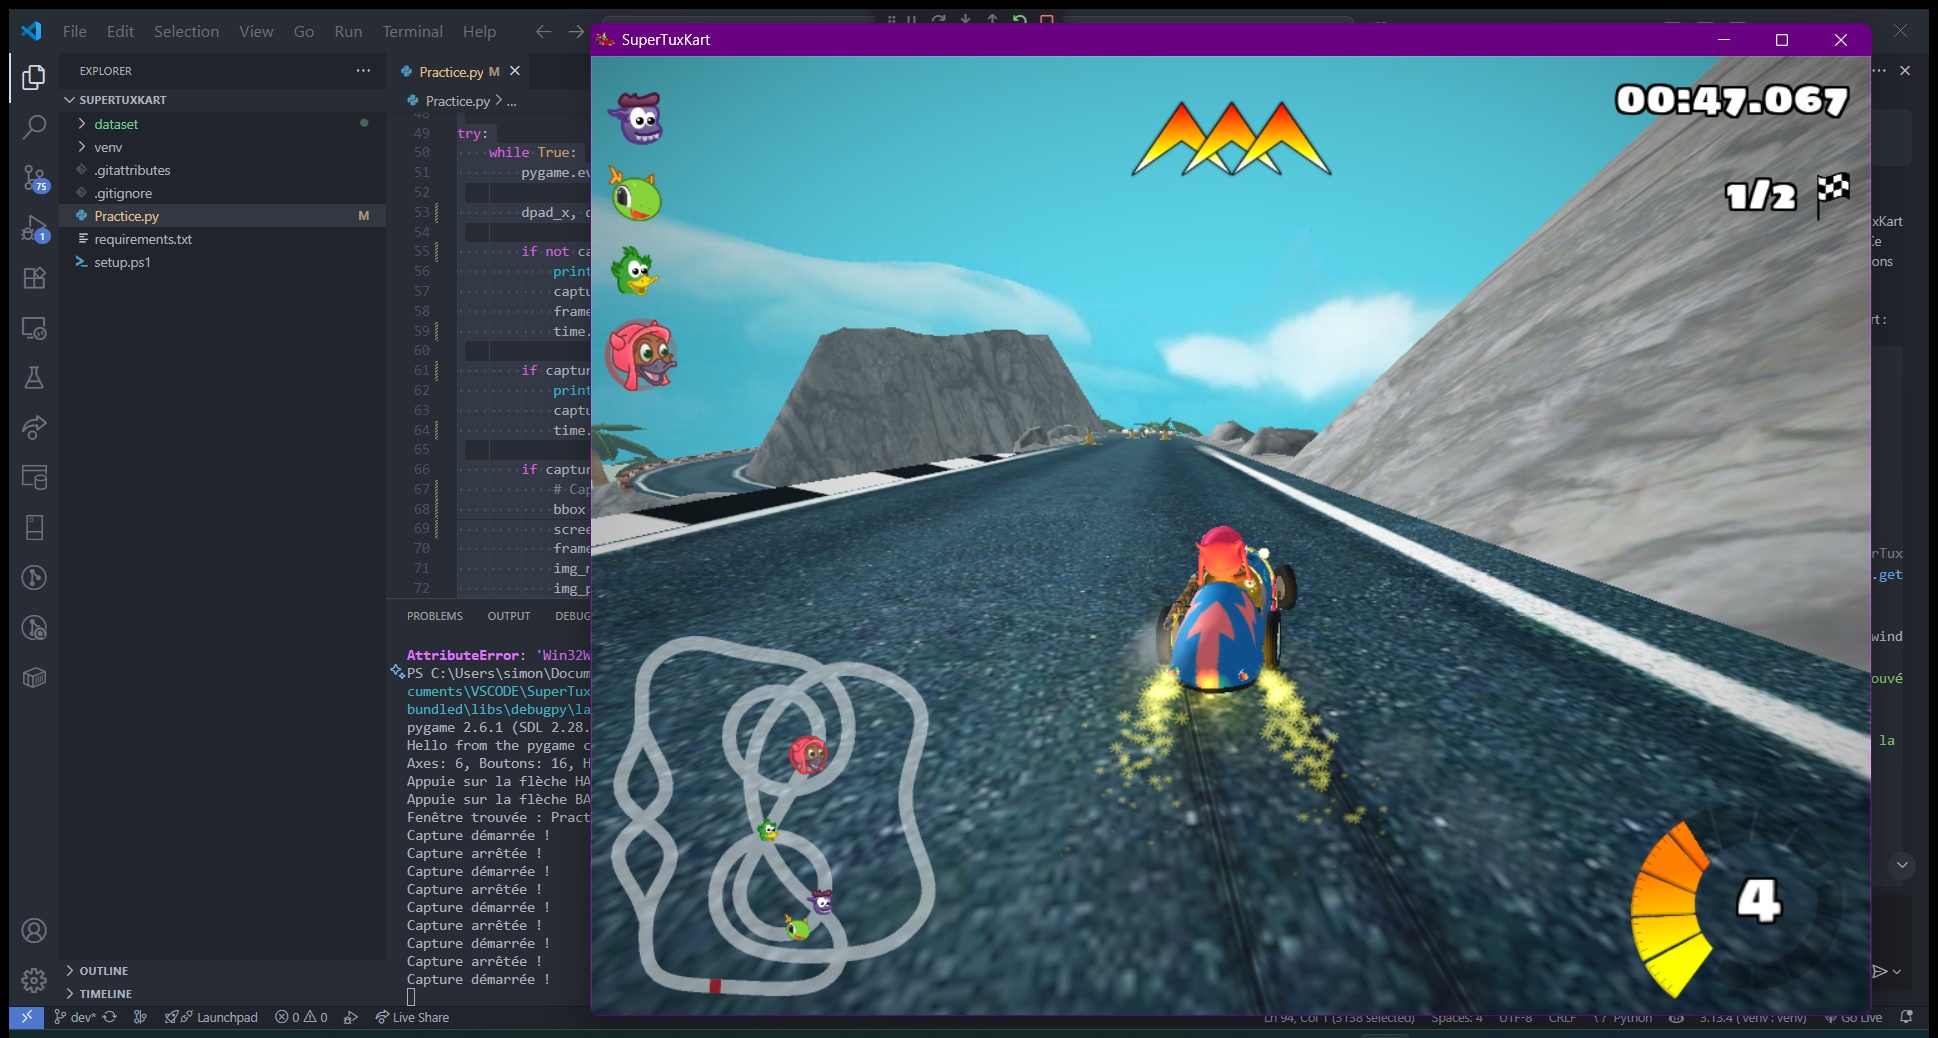 File Edit Selection View Go Run Terminal Help
SuperTuxKart
EXPLORER
SUPERTUXKART
dataset
venv
.gitattributes
.gitignore
Practice.py M
requirements.txt
setup.ps1
75
1
OUTLINE
TIMELINE
Practice.py M
Practice.py > ...
48
49 try:
50 while True:
51 pygame.ev
52
53 dpad_x, d
54
55 if not ca
56 print
57 captu
58 frame
59 time.
60
61 if captur
62 print
63 captu
64 time.
65
66 if captur
67 # Cap
68 bbox
69 scree
70 frame
71 img_r
72 img_p
PROBLEMS OUTPUT DEBUG
AttributeError: 'Win32W
PS C:\Users\simon\Docum
cuments\VSCODE\SuperTux
bundled\libs\debugpy\la
pygame 2.6.1 (SDL 2.28.
Hello from the pygame c
Axes: 6, Boutons: 16, H
Appuie sur la flèche HA
Appuie sur la flèche BA
Fenêtre trouvée : Pract
Capture démarrée !
Capture arrêtée !
Capture démarrée !
Capture arrêtée !
Capture démarrée !
Capture arrêtée !
Capture démarrée !
Capture arrêtée !
Capture démarrée !
00:47.067
1/2
4
xKart
ons
rt:
rTux
.get
wind
ouvé
la
dev* Launchpad 0 0 Live Share
Ln 94, Col 1 (3138 selected) Spaces: 4 UTF-8 CRLF Python 3.13.4 ('venv': venv) Go Live